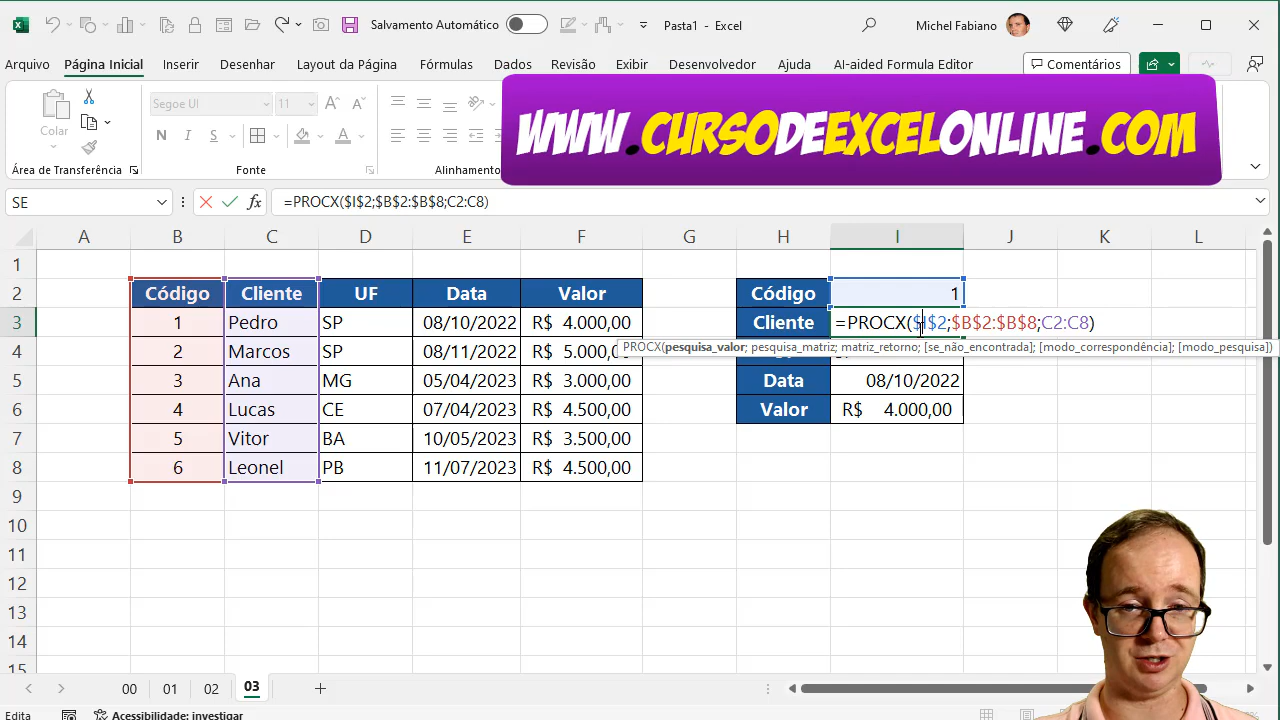 Salvamento Automático
Pasta1 - Excel
Michel Fabiano
Arquivo Página Inicial Inserir Desenhar Layout da Página Fórmulas Dados Revisão Exibir Desenvolvedor Ajuda AI-aided Formula Editor
Comentários
Colar
Segoe UI 11
N I S
Área de Transferência Fonte Alinhamento
WWW.CURSODEEXCELONLINE.COM
SE fx =PROCX($I$2;$B$2:$B$8;C2:C8)
A B C D E F G H I J K L
1
2 Código Cliente UF Data Valor Código 1
3 1 Pedro SP 08/10/2022 R$ 4.000,00 Cliente =PROCX($I$2;$B$2:$B$8;C2:C8)
PROCX(pesquisa_valor; pesquisa_matriz; matriz_retorno; [se_não_encontrada]; [modo_correspondência]; [modo_pesquisa])
4 2 Marcos SP 08/11/2022 R$ 5.000,00
5 3 Ana MG 05/04/2023 R$ 3.000,00 Data 08/10/2022
6 4 Lucas CE 07/04/2023 R$ 4.500,00 Valor R$ 4.000,00
7 5 Vitor BA 10/05/2023 R$ 3.500,00
8 6 Leonel PB 11/07/2023 R$ 4.500,00
9
10
11
12
13
14
15
00 01 02 03
Edita Acessibilidade: investigar